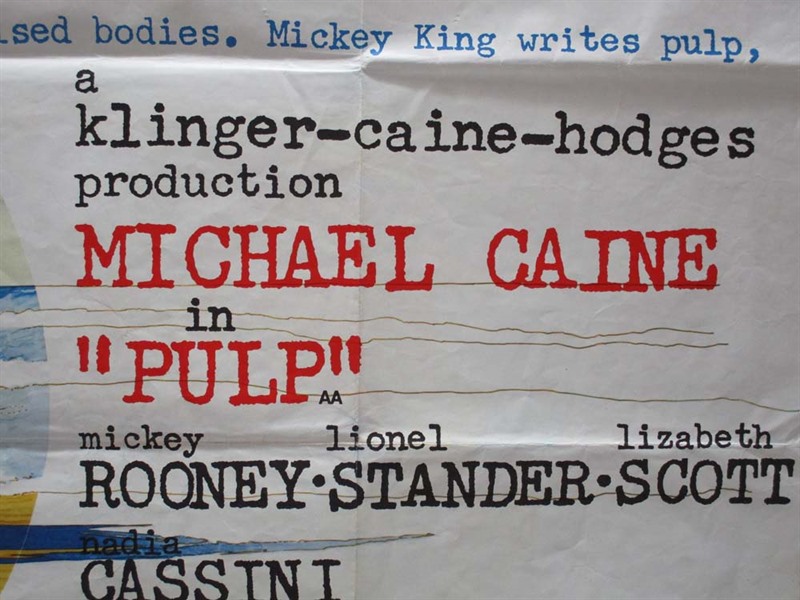 bodies. Mickey King writes pulp,
a
klinger-caine-hodges
production
MICHAEL CAINE
in
"PULP"
AA
mickey lionel lizabeth
ROONEY·STANDER·SCOTT
nadia
CASSINI